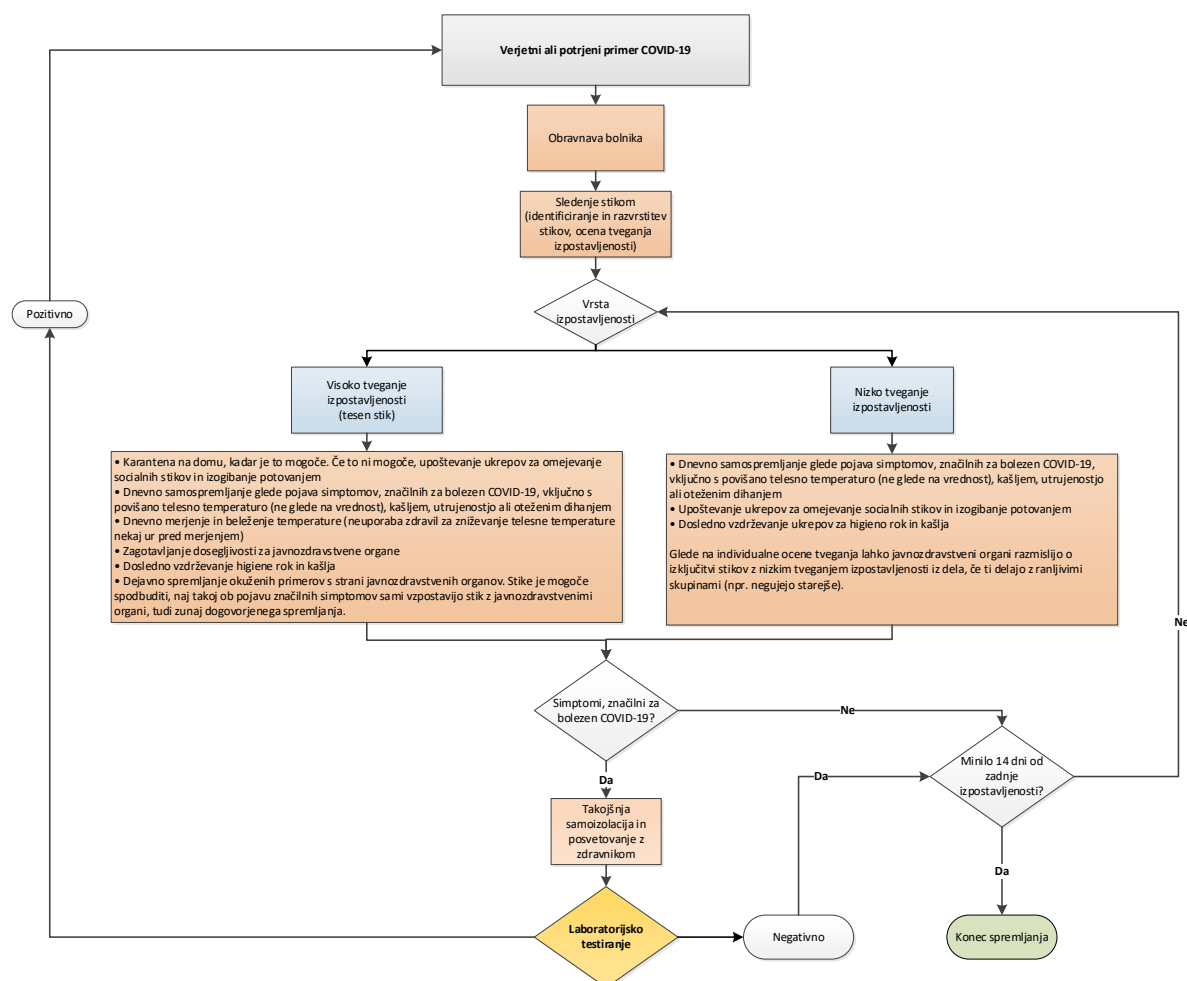 Verjetni ali potrjeni primer COVID-19
Obravnava bolnika
Sledenje stikom
(identificiranje in razvrstitev
stikov, ocena tveganja
izpostavljenosti)
Pozitivno
Vrsta
izpostavljenosti
Visoko tveganje
izpostavljenosti
(tesen stik)
Nizko tveganje
izpostavljenosti
• Karantena na domu, kadar je to mogoče. Če to ni mogoče, upoštevanje ukrepov za omejevanje
socialnih stikov in izogibanje potovanjem
• Dnevno samospremljanje glede pojava simptomov, značilnih za bolezen COVID-19, vključno s
povišano telesno temperaturo (ne glede na vrednost), kašljem, utrujenostjo ali oteženim dihanjem
• Dnevno merjenje in beleženje temperature (neuporaba zdravil za zniževanje telesne temperature
nekaj ur pred merjenjem)
• Zagotavljanje dosegljivosti za javnozdravstvene organe
• Dosledno vzdrževanje higiene rok in kašlja
• Dejavno spremljanje okuženih primerov s strani javnozdravstvenih organov. Stike je mogoče
spodbuditi, naj takoj ob pojavu značilnih simptomov sami vzpostavijo stik z javnozdravstvenimi
organi, tudi zunaj dogovorjenega spremljanja.
• Dnevno samospremljanje glede pojava simptomov, značilnih za bolezen COVID-19,
vključno s povišano telesno temperaturo (ne glede na vrednost), kašljem, utrujenostjo
ali oteženim dihanjem
• Upoštevanje ukrepov za omejevanje socialnih stikov in izogibanje potovanjem
• Dosledno vzdrževanje ukrepov za higieno rok in kašlja
Glede na individualne ocene tveganja lahko javnozdravstveni organi razmislijo o
izključitvi stikov z nizkim tveganjem izpostavljenosti iz dela, če ti delajo z ranljivimi
skupinami (npr. negujejo starejše).
Ne
Simptomi, značilni za
bolezen COVID-19?
Ne
Minilo 14 dni od
zadnje
izpostavljenosti?
Da
Da
Takojšnja
samoizolacija in
posvetovanje z
zdravnikom
Da
Laboratorijsko
testiranje
Negativno
Konec spremljanja